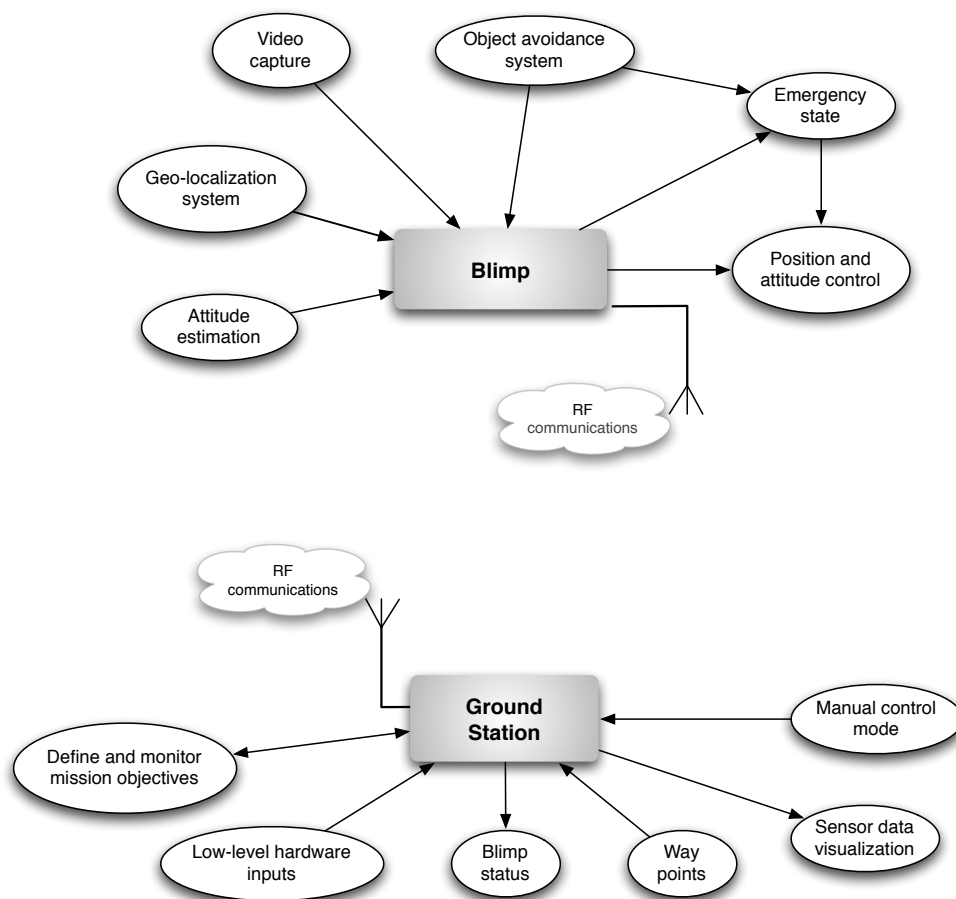 Video
capture
Object avoidance
system
Emergency
state
Geo-localization
system
Blimp
Position and
attitude control
Attitude
estimation
RF
communications
RF
communications
Ground
Station
Manual control
mode
Define and monitor
mission objectives
Low-level hardware
inputs
Blimp
status
Way
points
Sensor data
visualization